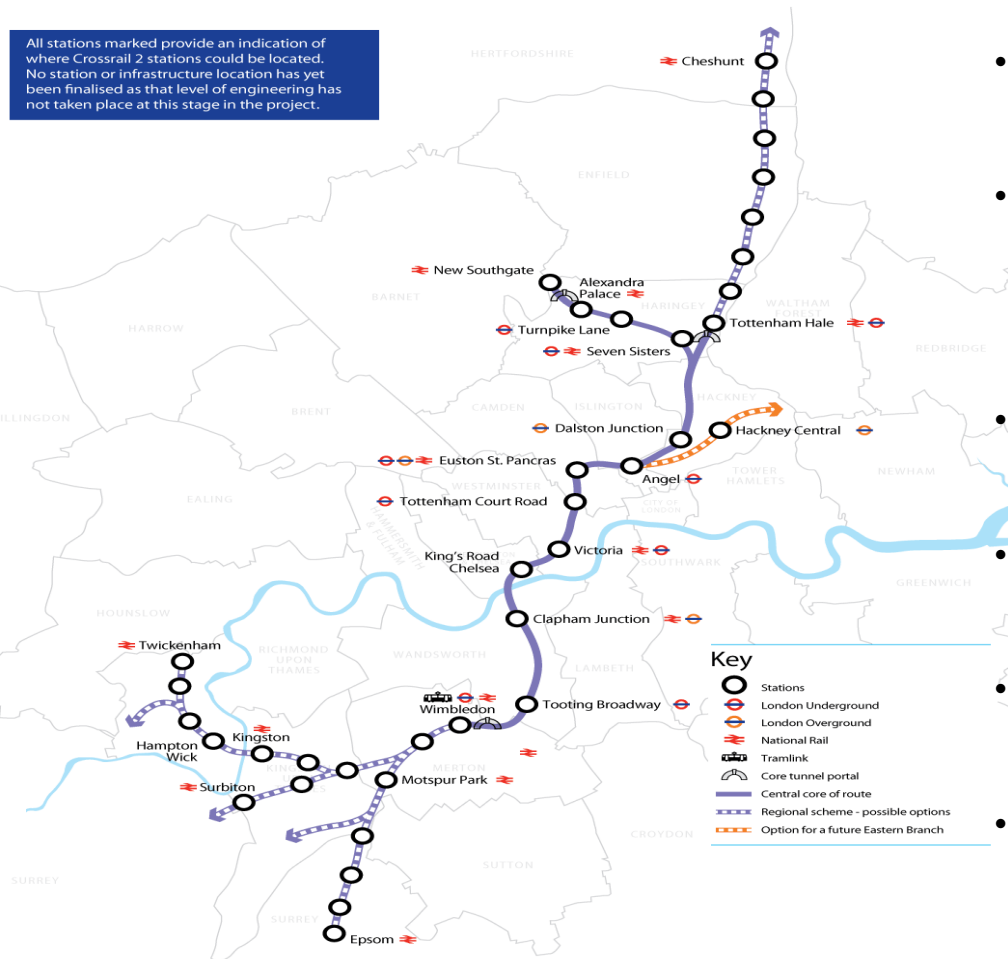 All stations marked provide an indication of
where Crossrail 2 stations could be located.
No station or infrastructure location has yet
been finalised as that level of engineering has
not taken place at this stage in the project.
HERTFORDSHIRE
Cheshunt
ENFIELD
New Southgate
Alexandra
Palace
BARNET
HARINGEY
WALTHAM
FOREST
HARROW
Turnpike Lane
Tottenham Hale
Seven Sisters
REDBRIDGE
HACKNEY
CAMDEN
ISLINGTON
BRENT
ILLINGDON
Dalston Junction
Hackney Central
Euston St. Pancras
Angel
TOWER
HAMLETS
NEWHAM
WESTMINSTER
EALING
Tottenham Court Road
CITY OF
LONDON
HAMMERSMITH
& FULHAM
Victoria
King's Road
Chelsea
ON
SOUTHWARK
GREENWICH
HOUNSLOW
Clapham Junction
Twickenham
RICHMOND
UPON
THAMES
WANDSWORTH
LAMBETH
Wimbledon
Tooting Broadway
Hampton
Wick
Kingston
KING
MERTON
Surbiton
Motspur Park
CROYDON
SUTTON
SURREY
SURREY
Epsom
Key
Stations
London Underground
London Overground
National Rail
Tramlink
Core tunnel portal
Central core of route
Regional scheme - possible options
Option for a future Eastern Branch